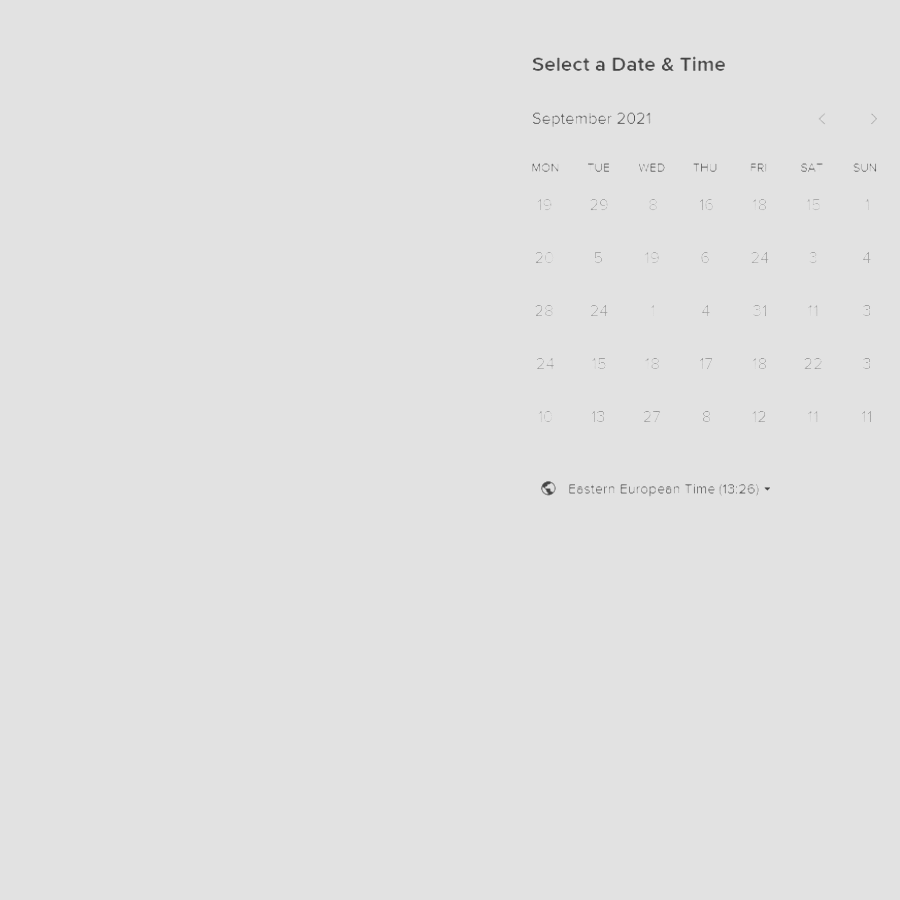 Select a Date & Time
September 2021
MON TUE WED THU FRI SAT SUN
19 29 8 16 18 15 1
20 5 19 6 24 3 4
28 24 1 4 31 11 3
24 15 18 17 18 22 3
10 13 27 8 12 11 11
Eastern European Time (13:26)